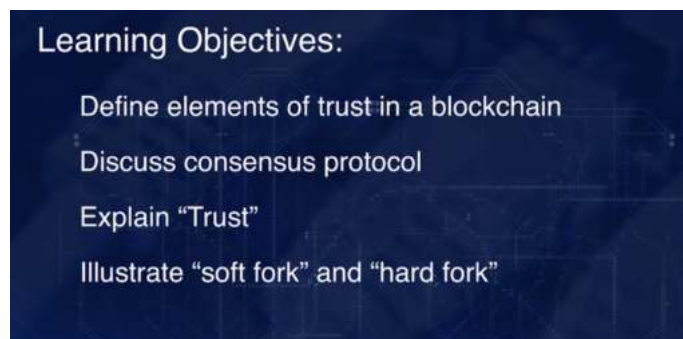 Learning Objectives:
Define elements of trust in a blockchain
Discuss consensus protocol
Explain “Trust”
Illustrate “soft fork” and “hard fork”